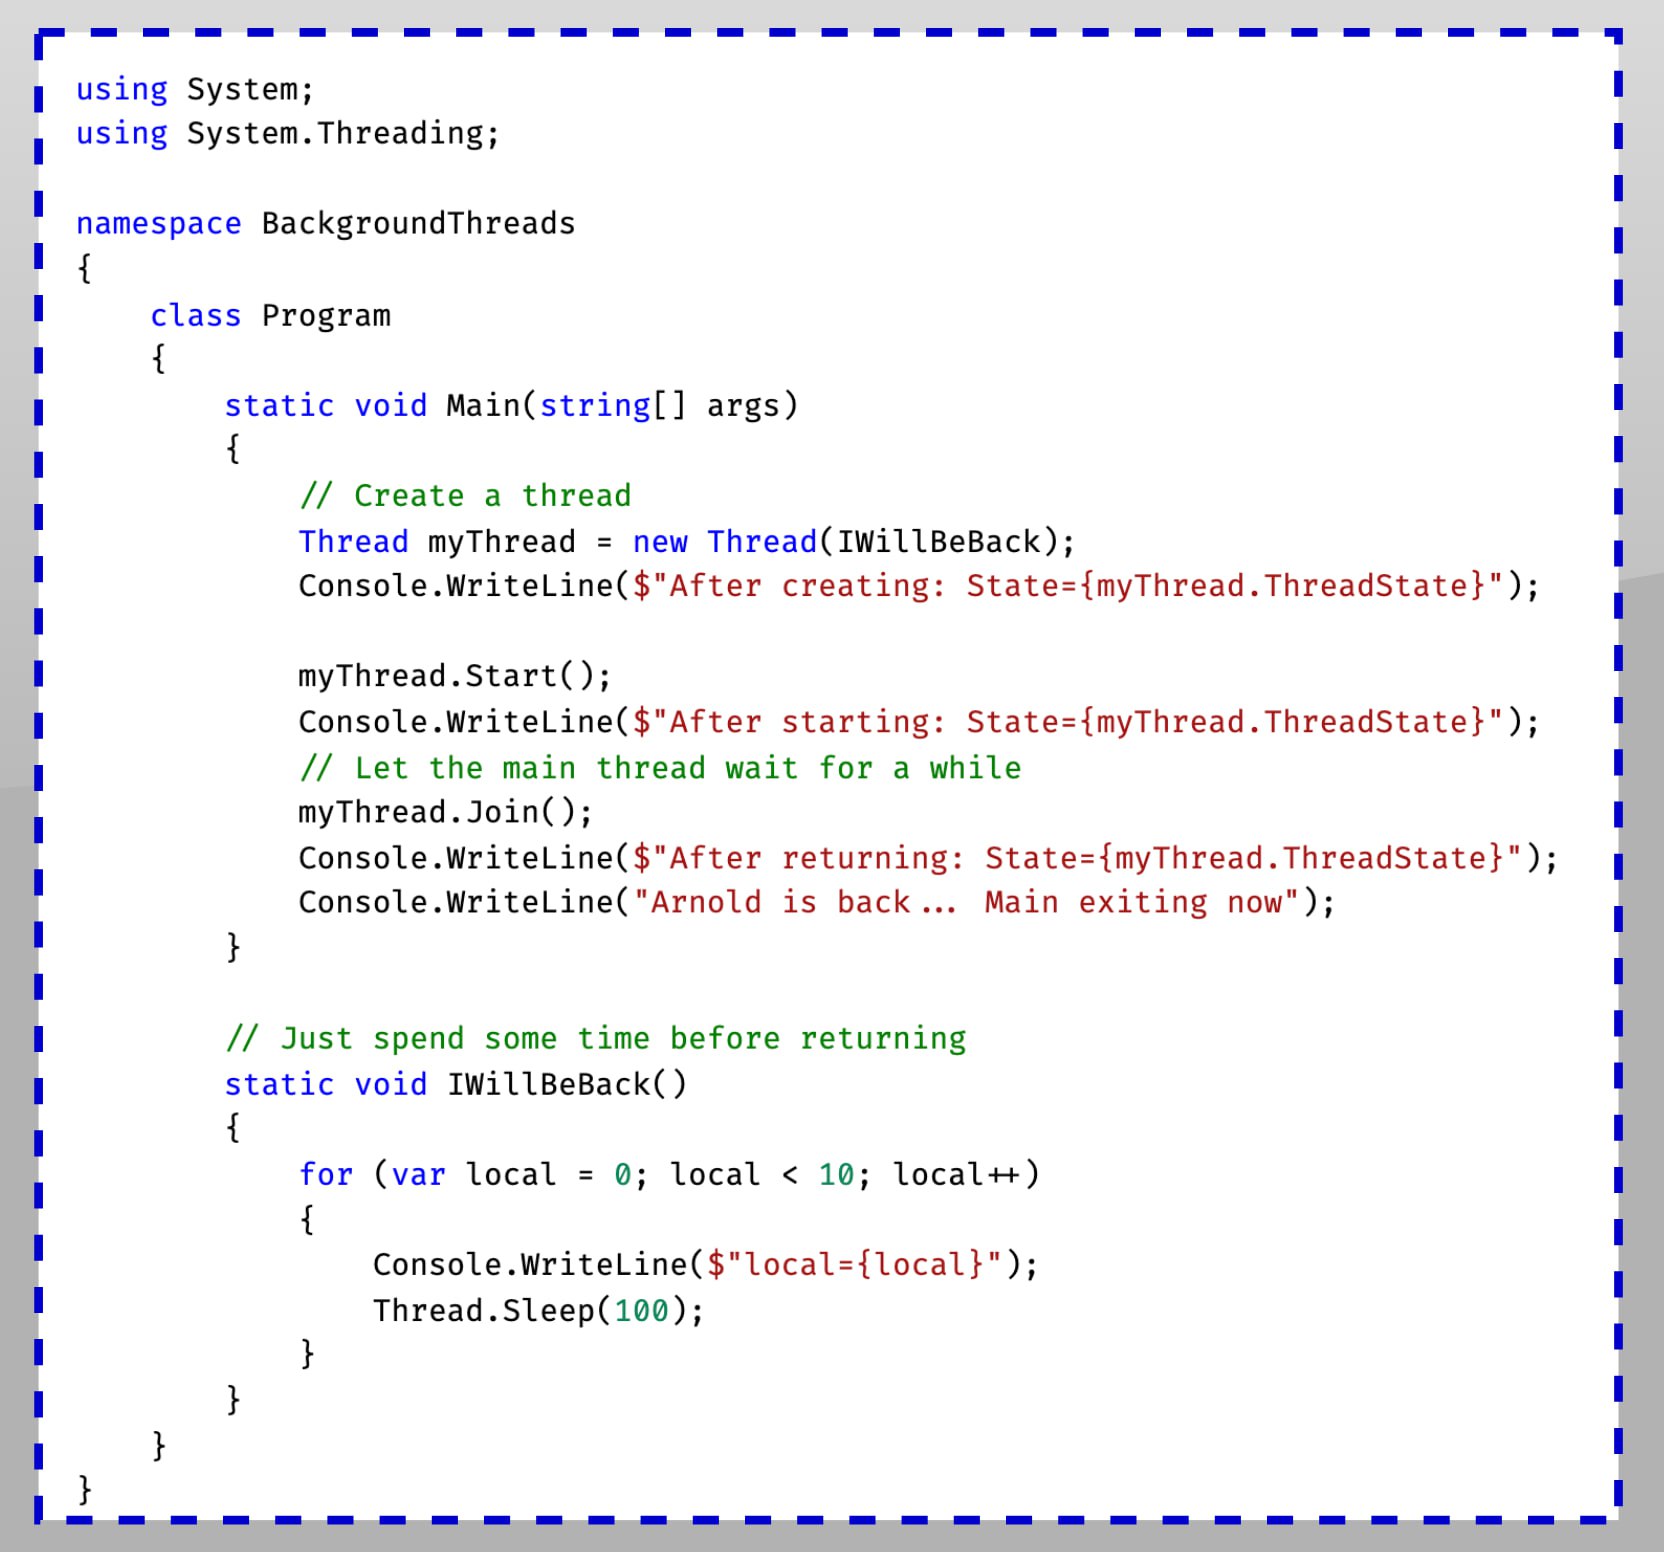 using System;
using System.Threading;
namespace BackgroundThreads
{
class Program
{
static void Main(string[] args)
{
// Create a thread
Thread myThread = new Thread(IWillBeBack);
Console.WriteLine($"After creating: State={myThread.ThreadState}");
myThread.Start();
Console.WriteLine($"After starting: State={myThread.ThreadState}");
// Let the main thread wait for a while
myThread.Join();
Console.WriteLine($"After returning: State={myThread.ThreadState}");
Console.WriteLine("Arnold is back... Main exiting now");
}
// Just spend some time before returning
static void IWillBeBack()
{
for (var local = 0; local < 10; local++)
{
Console.WriteLine($"local={local}");
Thread.Sleep(100);
}
}
}
}